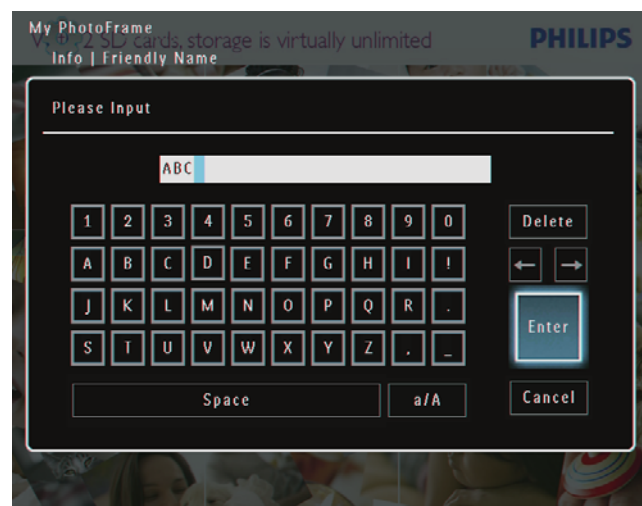 My PhotoFrame
2 SD cards, storage is virtually unlimited
PHILIPS
Info | Friendly Name
Please Input
ABC
1 2 3 4 5 6 7 8 9 0 Delete
A B C D E F G H I ! ← →
J K L M N O P Q R . Enter
S T U V W X Y Z , _
Space a/A Cancel